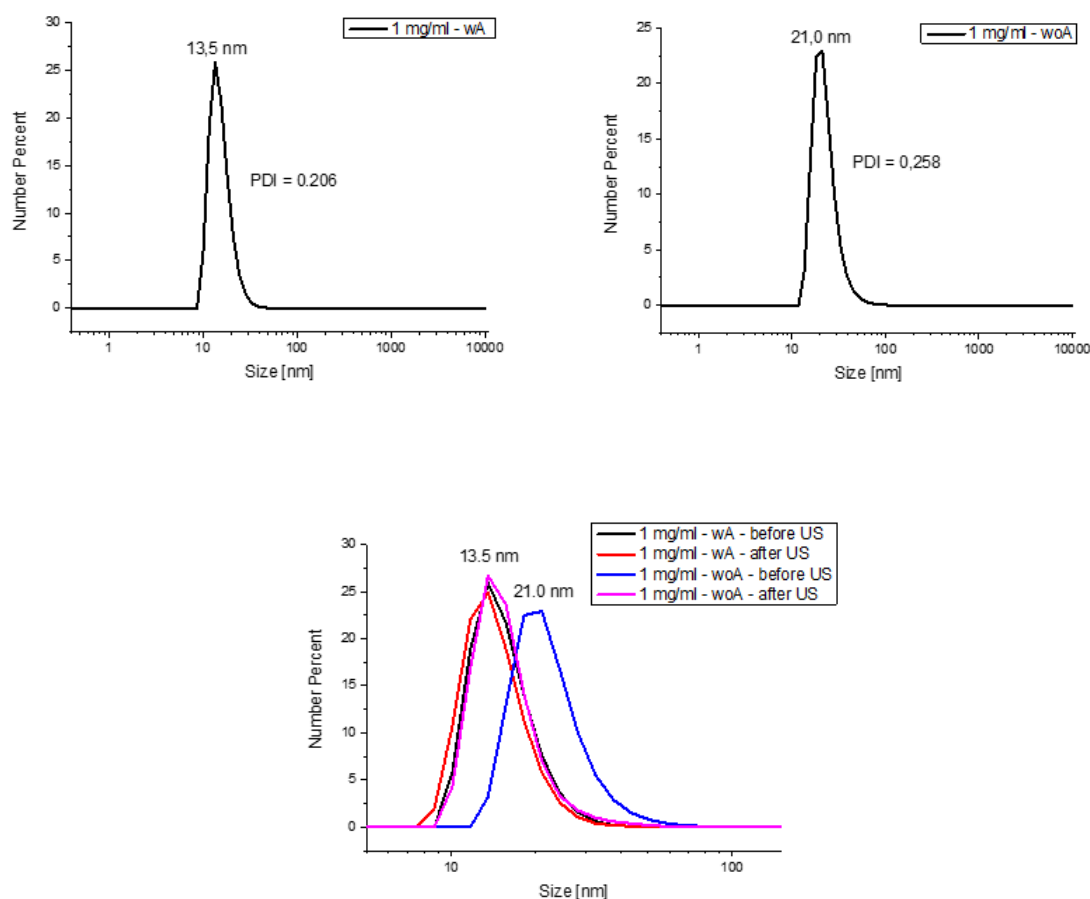 1 mg/ml - wA
13,5 nm
PDI = 0.206
Number Percent
30
25
20
15
10
5
0
1
10
100
1000
10000
Size [nm]
1 mg/ml - woA
21,0 nm
PDI = 0,258
Number Percent
25
20
15
10
5
0
1
10
100
1000
10000
Size [nm]
1 mg/ml - wA - before US
1 mg/ml - wA - after US
1 mg/ml - woA - before US
1 mg/ml - woA - after US
13.5 nm
21.0 nm
Number Percent
30
25
20
15
10
5
0
10
100
Size [nm]